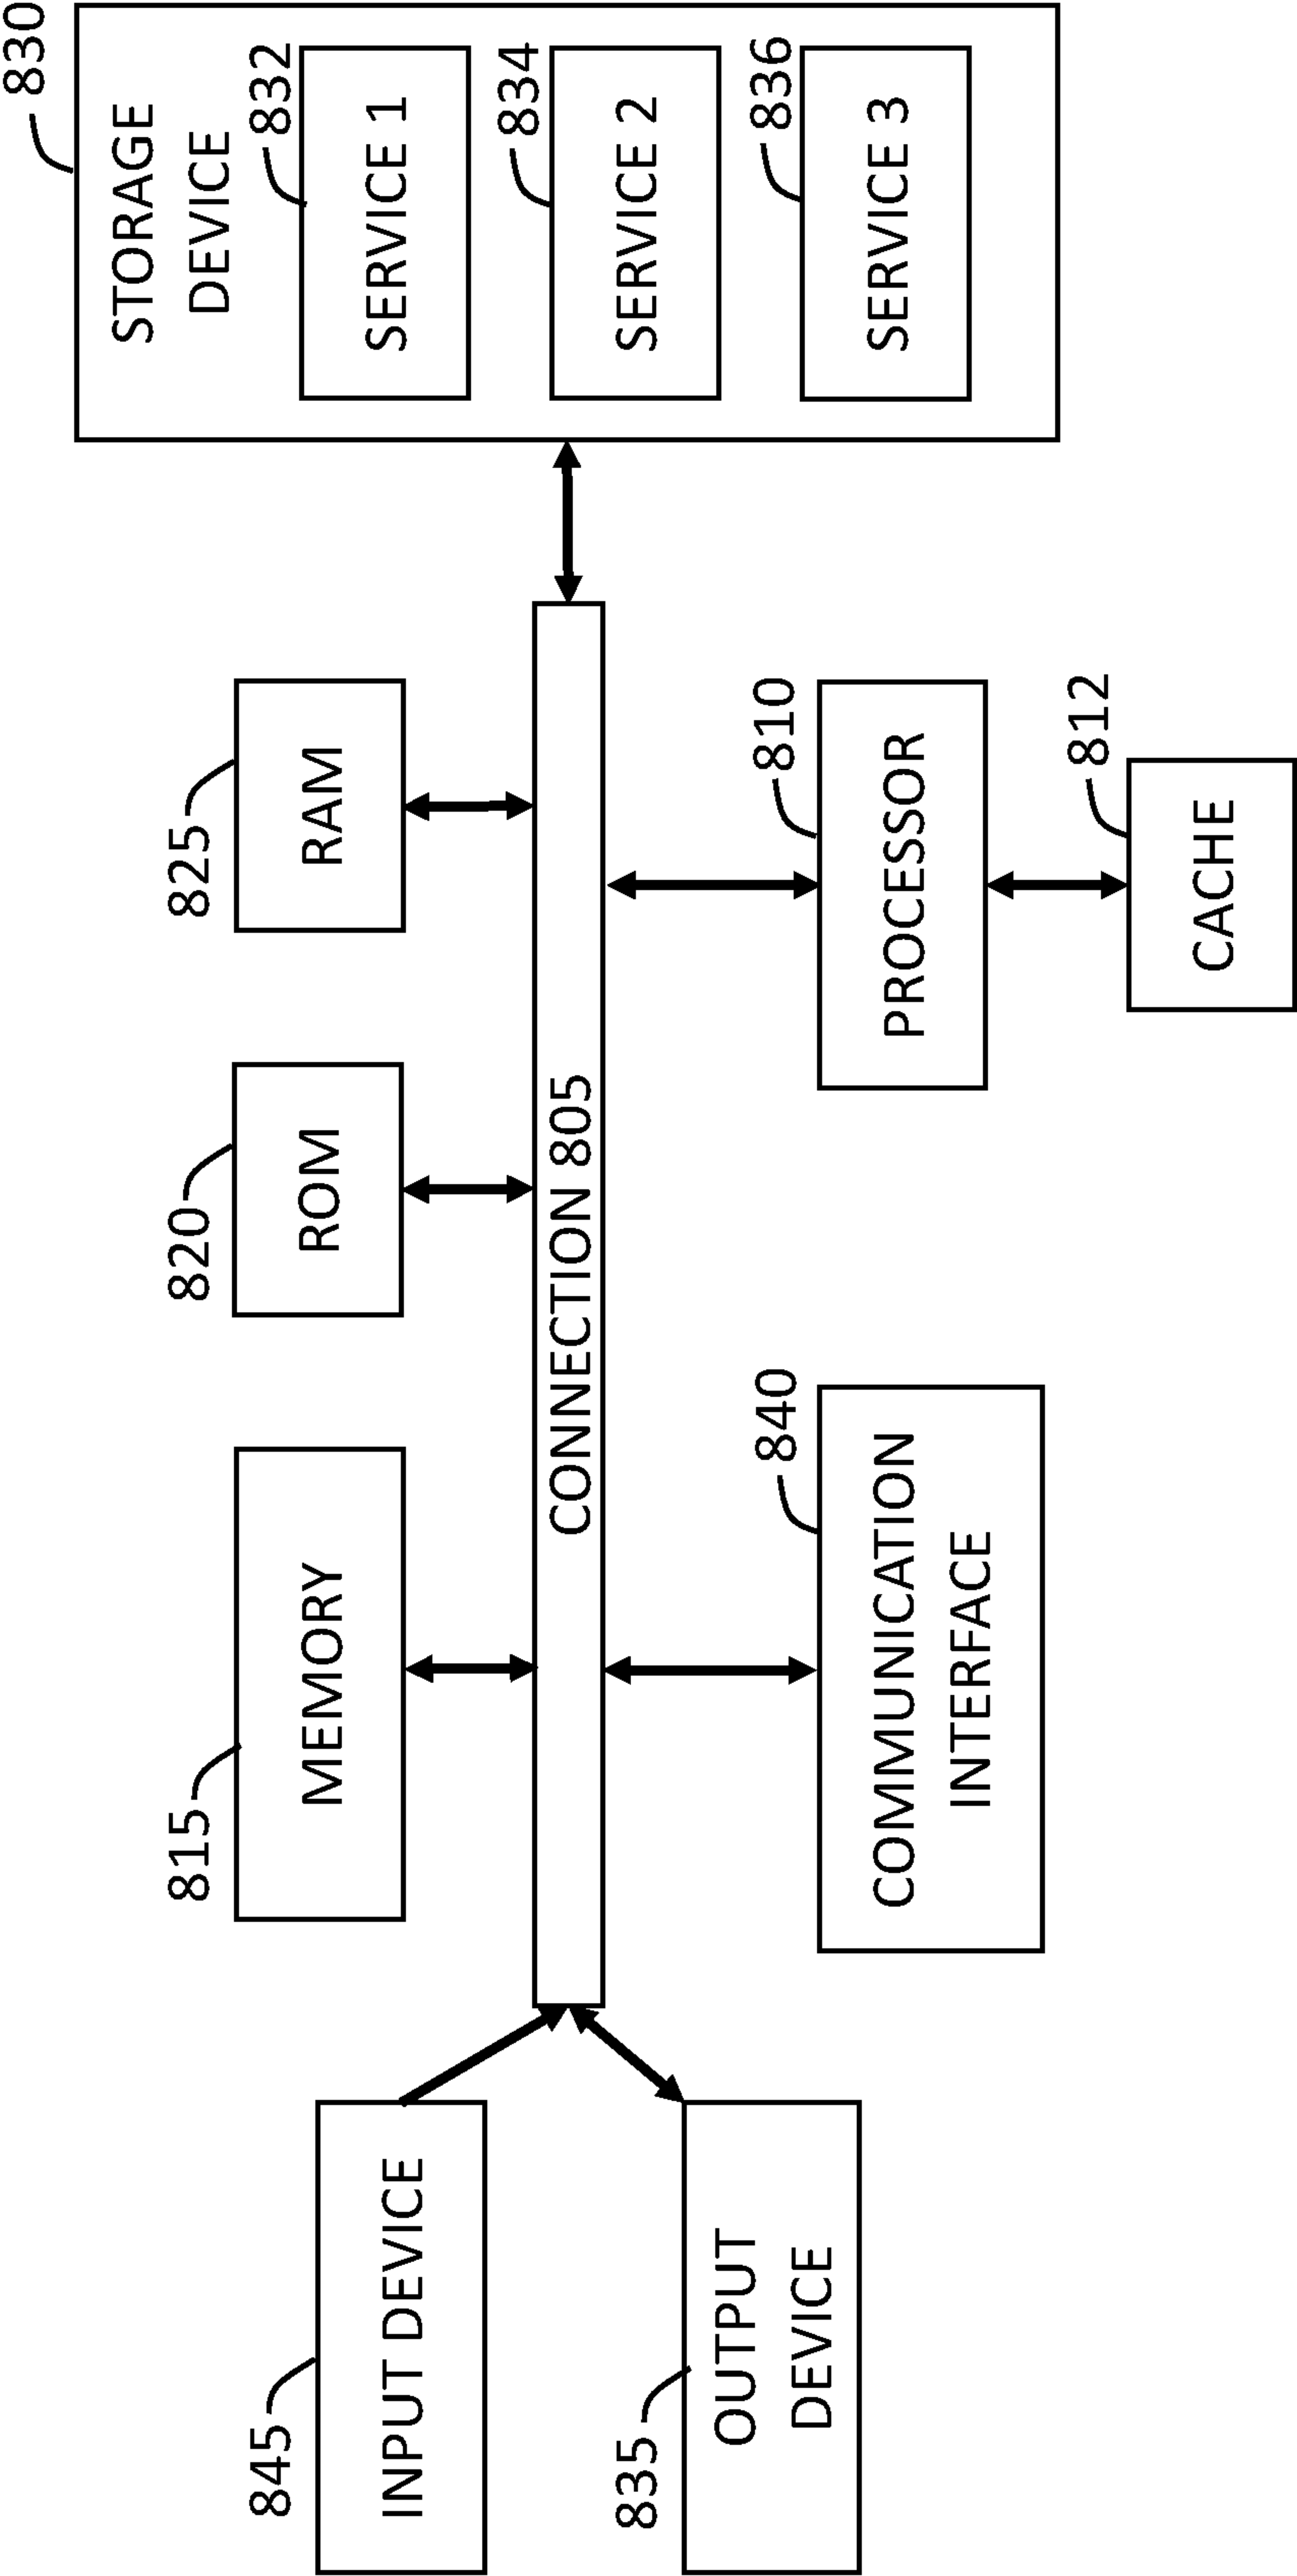 830
STORAGE
DEVICE
832
SERVICE 1
834
SERVICE 2
836
SERVICE 3
825
RAM
820
ROM
815
MEMORY
CONNECTION 805
845
INPUT DEVICE
835
OUTPUT
DEVICE
840
COMMUNICATION
INTERFACE
810
PROCESSOR
812
CACHE